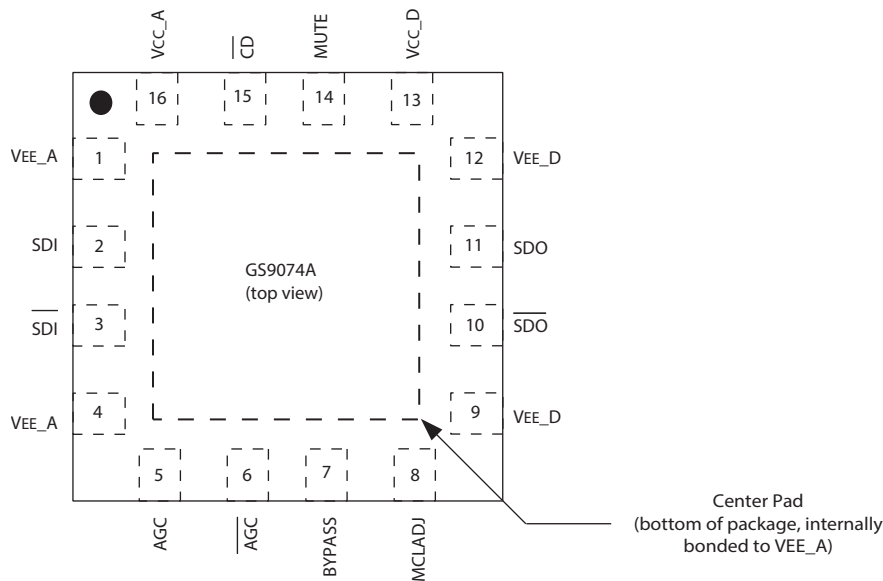 VCC_A
CD
MUTE
VCC_D
16
15
14
13
VEE_A
1
12
VEE_D
SDI
2
11
SDO
GS9074A
(top view)
SDI
3
10
SDO
VEE_A
4
9
VEE_D
5
6
7
8
AGC
AGC
BYPASS
MCLADJ
Center Pad
(bottom of package, internally
bonded to VEE_A)